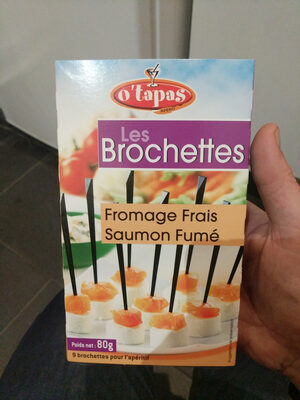 o'tapas
Les
Brochettes
Fromage Frais
Saumon Fumé
Poids net : 80g
9 brochettes pour l'apéritif